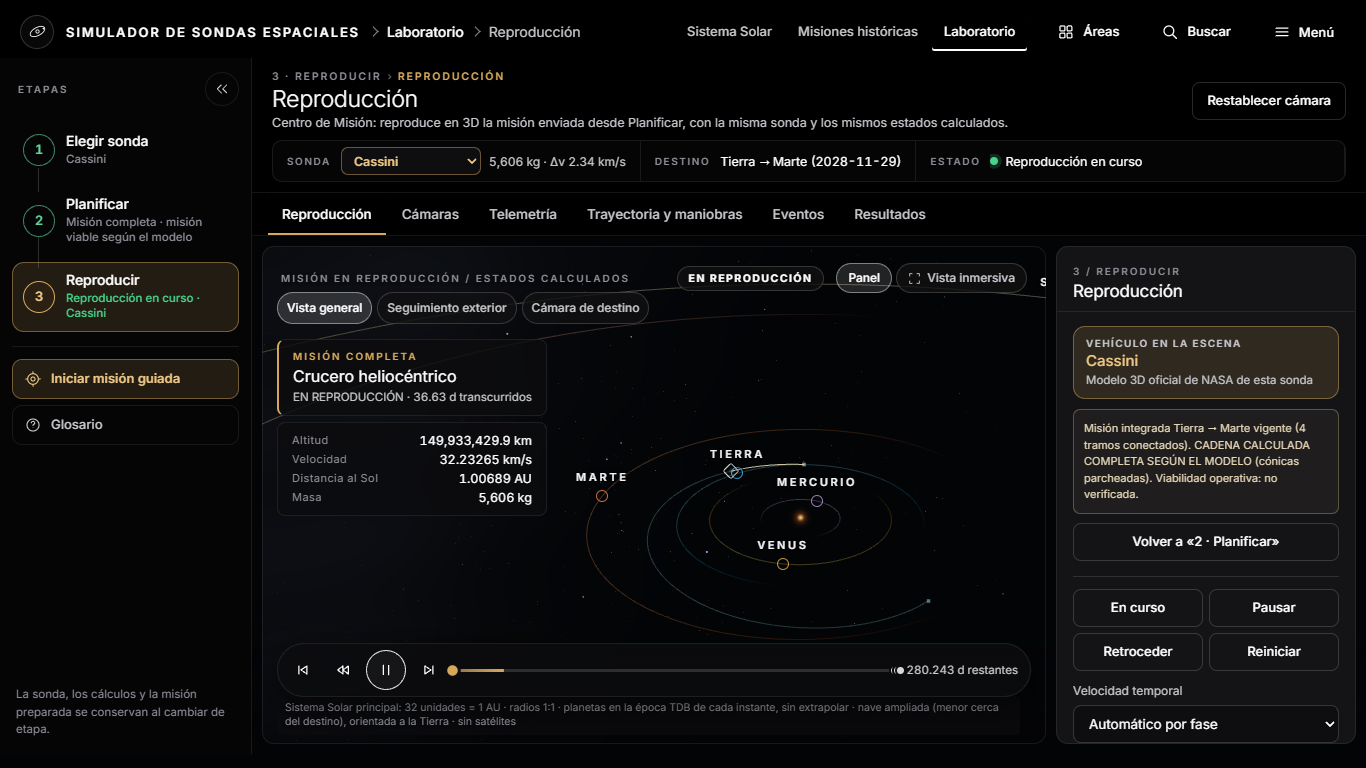 SIMULADOR DE SONDAS ESPACIALES
Laboratorio
Reproducción
Sistema Solar
Misiones históricas
Laboratorio
Áreas
Buscar
Menú
ETAPAS
1
Elegir sonda
Cassini
2
Planificar
Misión completa · misión
viable según el modelo
3
Reproducir
Reproducción en curso ·
Cassini
Iniciar misión guiada
Glosario
La sonda, los cálculos y la misión
preparada se conservan al cambiar de
etapa.
3 · REPRODUCIR › REPRODUCCIÓN
Reproducción
Centro de Misión: reproduce en 3D la misión enviada desde Planificar, con la misma sonda y los mismos estados calculados.
Restablecer cámara
SONDA
Cassini
5,606 kg · Δv 2.34 km/s
DESTINO
Tierra → Marte (2028-11-29)
ESTADO
Reproducción en curso
Reproducción
Cámaras
Telemetría
Trayectoria y maniobras
Eventos
Resultados
MISIÓN EN REPRODUCCIÓN / ESTADOS CALCULADOS
EN REPRODUCCIÓN
Panel
Vista inmersiva
Vista general
Seguimiento exterior
Cámara de destino
MISIÓN COMPLETA
Crucero heliocéntrico
EN REPRODUCCIÓN · 36.63 d transcurridos
Altitud 149,933,429.9 km
Velocidad 32.23265 km/s
Distancia al Sol 1.00689 AU
Masa 5,606 kg
TIERRA
MARTE
MERCURIO
VENUS
280.243 d restantes
Sistema Solar principal: 32 unidades = 1 AU · radios 1:1 · planetas en la época TDB de cada instante, sin extrapolar · nave ampliada (menor cerca
del destino), orientada a la Tierra · sin satélites
3 / REPRODUCIR
Reproducción
VEHÍCULO EN LA ESCENA
Cassini
Modelo 3D oficial de NASA de esta sonda
Misión integrada Tierra → Marte vigente (4
tramos conectados). CADENA CALCULADA
COMPLETA SEGÚN EL MODELO (cónicas
parcheadas). Viabilidad operativa: no
verificada.
Volver a «2 · Planificar»
En curso
Pausar
Retroceder
Reiniciar
Velocidad temporal
Automático por fase